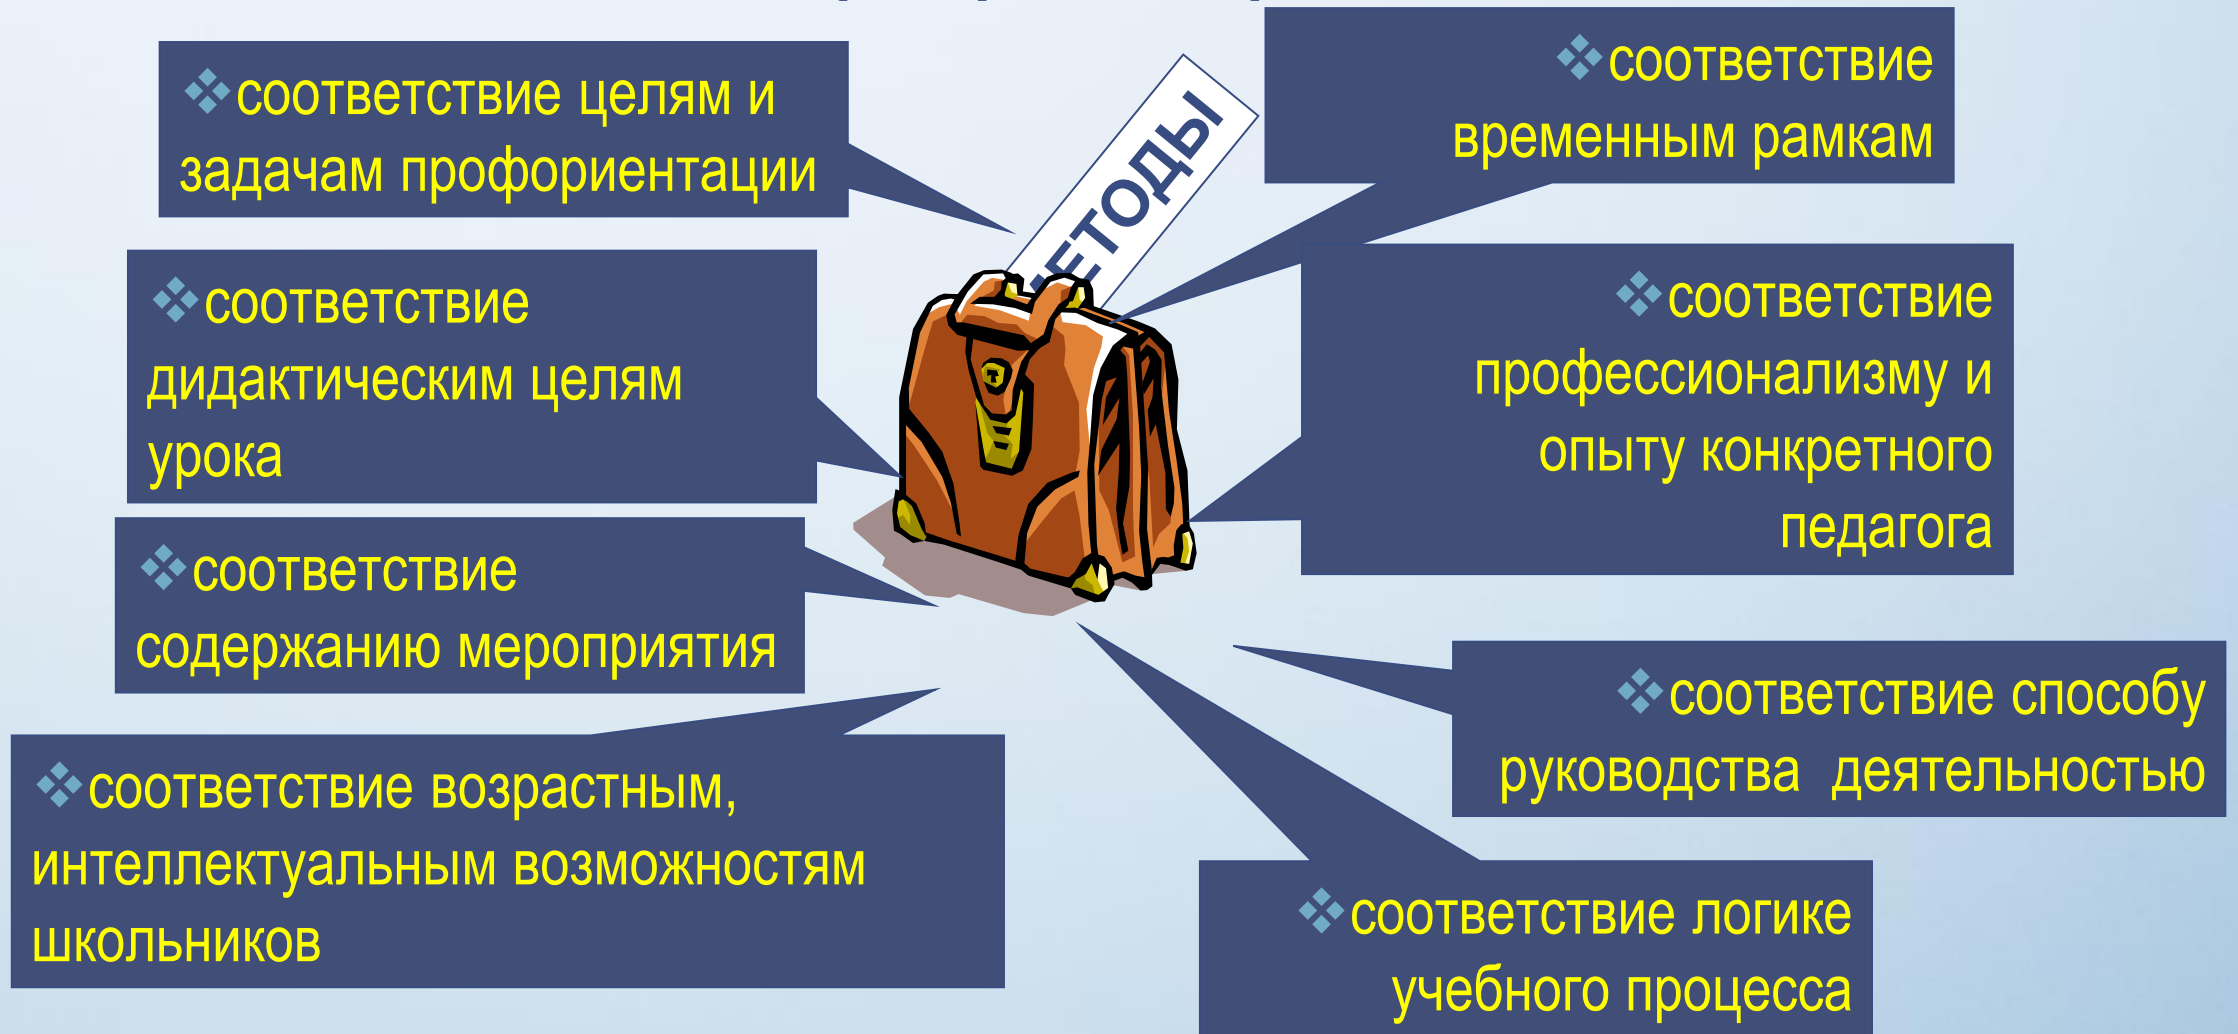 соответствие целям и
задачам профориентации
соответствие
дидактическим целям
урока
соответствие
содержанию мероприятия
соответствие возрастным,
интеллектуальным возможностям
школьников
соответствие
временным рамкам
соответствие
профессионализму и
опыту конкретного
педагога
соответствие способу
руководства деятельностью
соответствие логике
учебного процесса